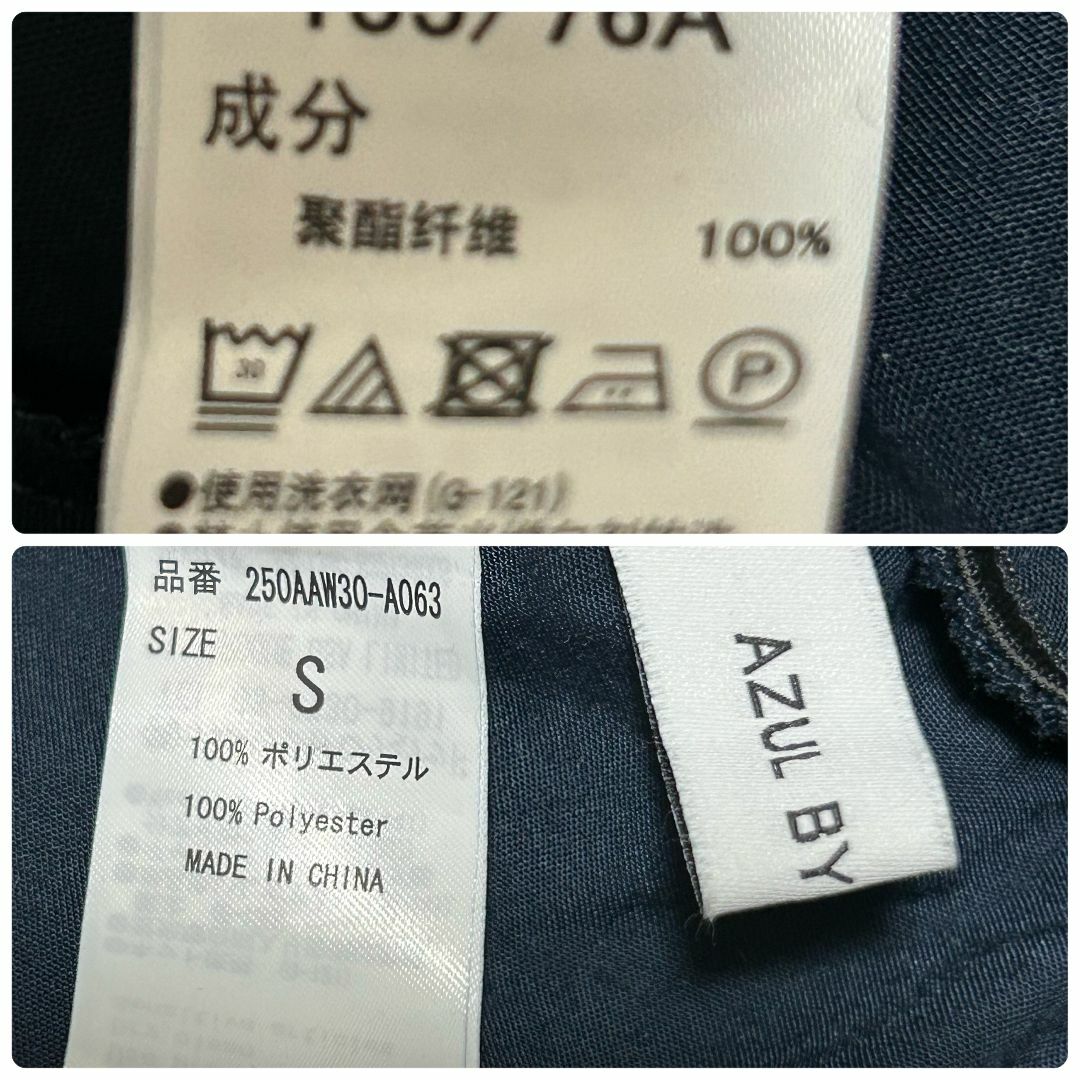 成分
聚酯纤维 100%
30
P
●使用洗衣网(G-121)
品番 250AAW30-A063
SIZE
S
100% ポリエステル
100% Polyester
MADE IN CHINA
AZUL BY